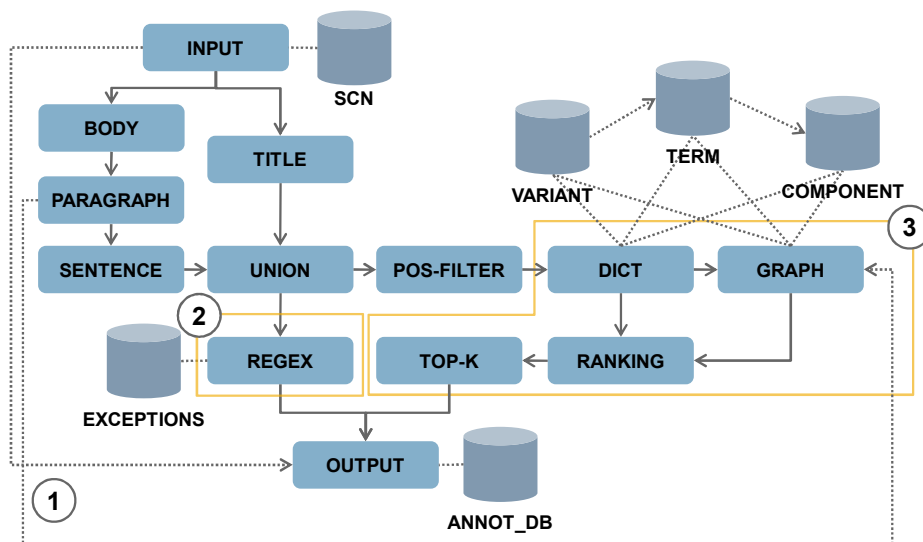 INPUT
SCN
BODY
TITLE
TERM
VARIANT
COMPONENT
PARAGRAPH
3
SENTENCE
UNION
POS-FILTER
DICT
GRAPH
2
REGEX
TOP-K
RANKING
EXCEPTIONS
OUTPUT
1
ANNOT_DB